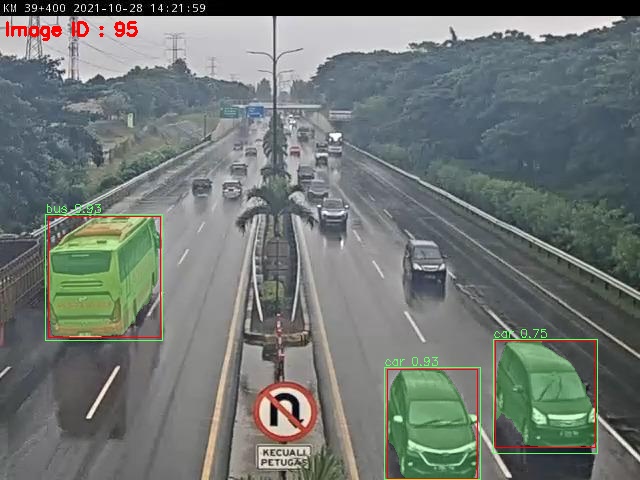 KM 39+400 2021-10-28 14:21:59
Image ID : 95
bus 0.93
car 0.75
car 0.93
KECUALI
PETUGAS